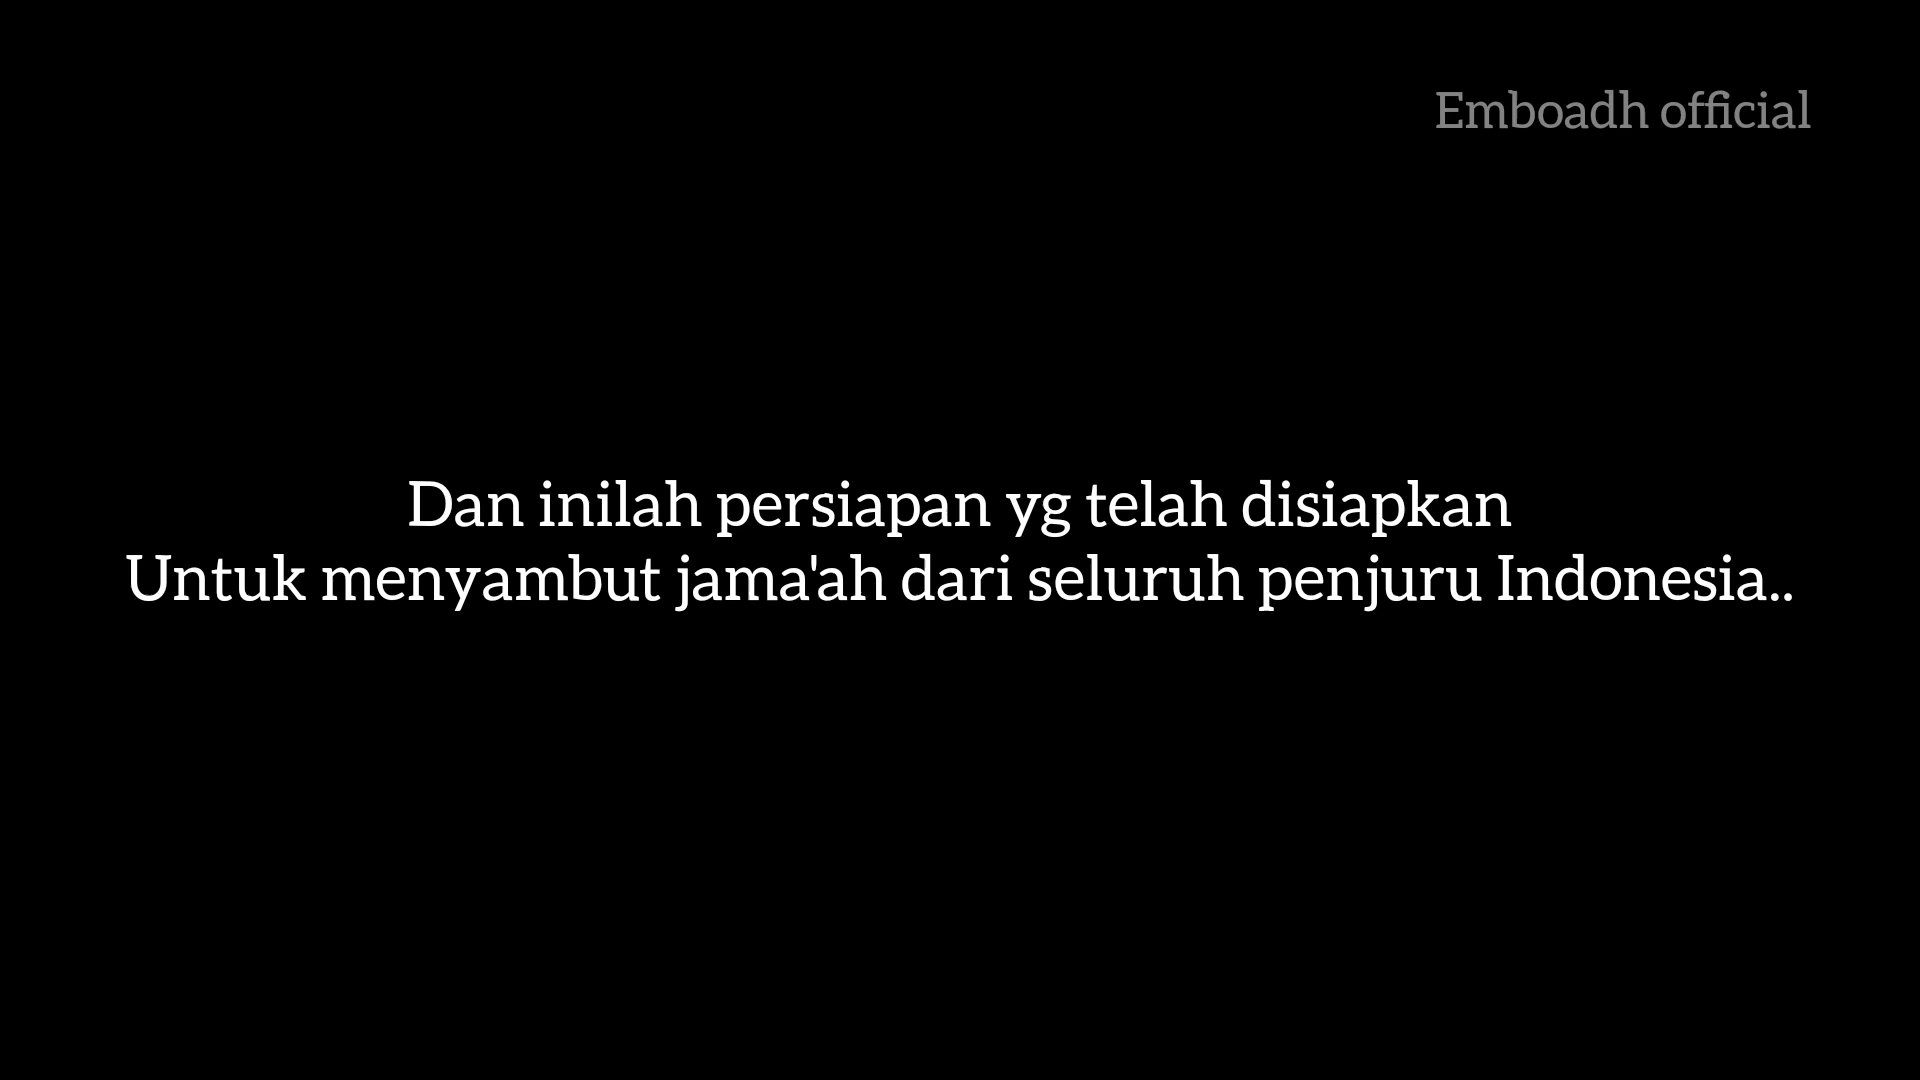 Emboadh official
Dan inilah persiapan yg telah disiapkan
Untuk menyambut jama'ah dari seluruh penjuru Indonesia..